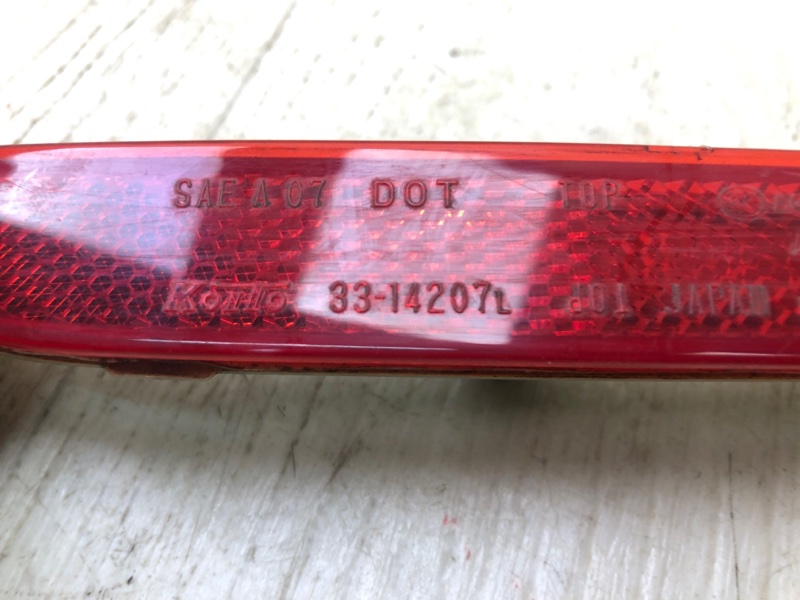 SAE A 07 DOT TOP
Koito 33-14207L JAPAN